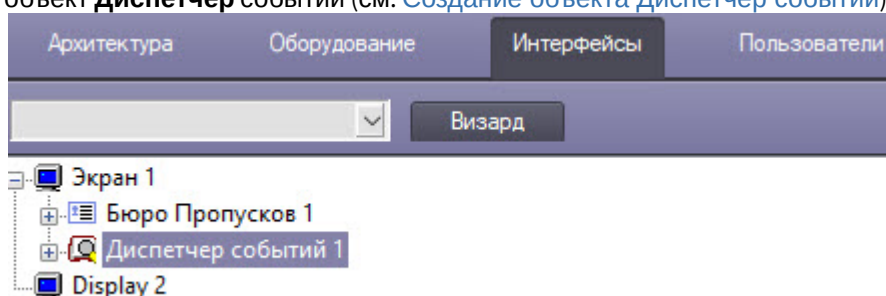 объект Диспетчер событий (см. Создание объекта Диспетчер событий)
Архитектура Оборудование Интерфейсы Пользователи
Визард
Экран 1
Бюро Пропусков 1
Диспетчер событий 1
Display 2